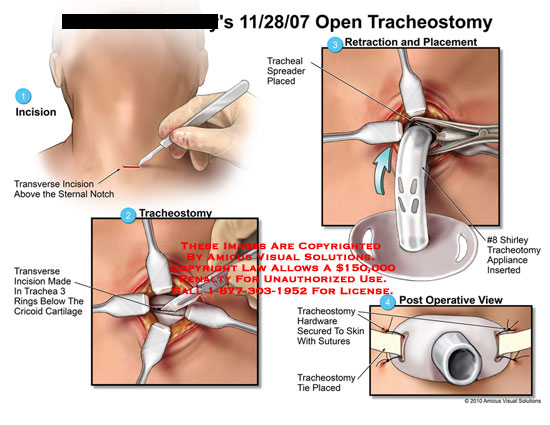 's 11/28/07 Open Tracheostomy
1
Incision
Transverse Incision
Above the Sternal Notch
2 Tracheostomy
Transverse
Incision Made
In Trachea 3
Rings Below The
Cricoid Cartilage
3 Retraction and Placement
Tracheal
Spreader
Placed
#8 Shirley
Tracheotomy
Appliance
Inserted
These Images Are Copyrighted
By Amicus Visual Solutions.
Copyright Law Allows A $150,000
Penalty For Unauthorized Use.
Call 1-877-303-1952 For License.
4 Post Operative View
Tracheostomy
Hardware
Secured To Skin
With Sutures
Tracheostomy
Tie Placed
© 2010 Amicus Visual Solutions